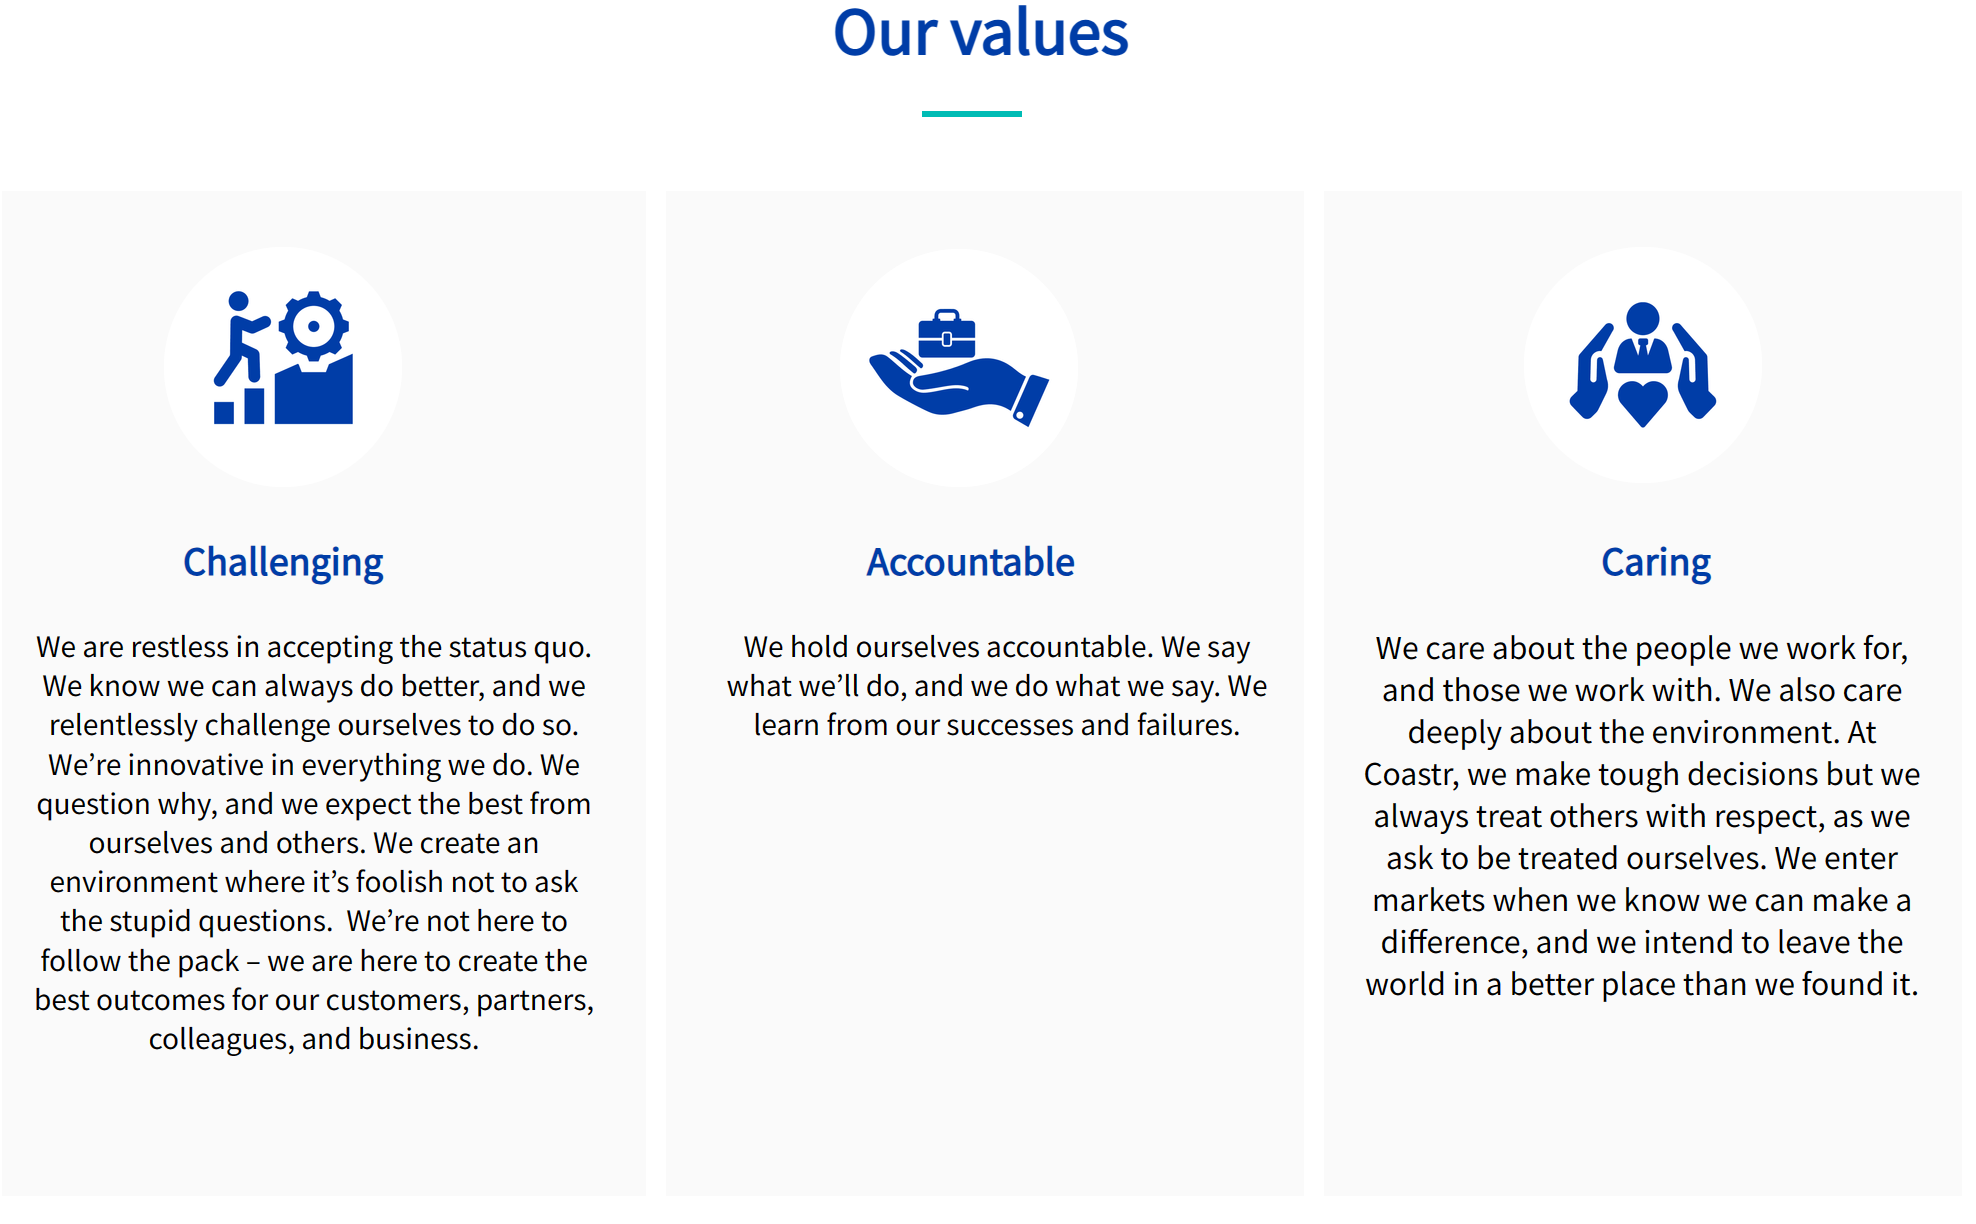 Our values
Challenging
We are restless in accepting the status quo.
We know we can always do better, and we
relentlessly challenge ourselves to do so.
We’re innovative in everything we do. We
question why, and we expect the best from
ourselves and others. We create an
environment where it’s foolish not to ask
the stupid questions.  We’re not here to
follow the pack – we are here to create the
best outcomes for our customers, partners,
colleagues, and business.
Accountable
We hold ourselves accountable. We say
what we’ll do, and we do what we say. We
learn from our successes and failures.
Caring
We care about the people we work for,
and those we work with. We also care
deeply about the environment. At
Coastr, we make tough decisions but we
always treat others with respect, as we
ask to be treated ourselves. We enter
markets when we know we can make a
difference, and we intend to leave the
world in a better place than we found it.